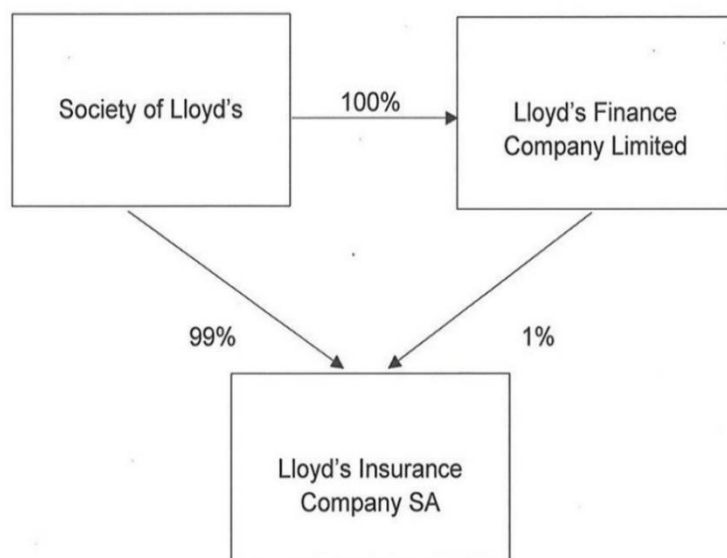 Society of Lloyd's
100%
Lloyd's Finance
Company Limited
99%
1%
Lloyd's Insurance
Company SA